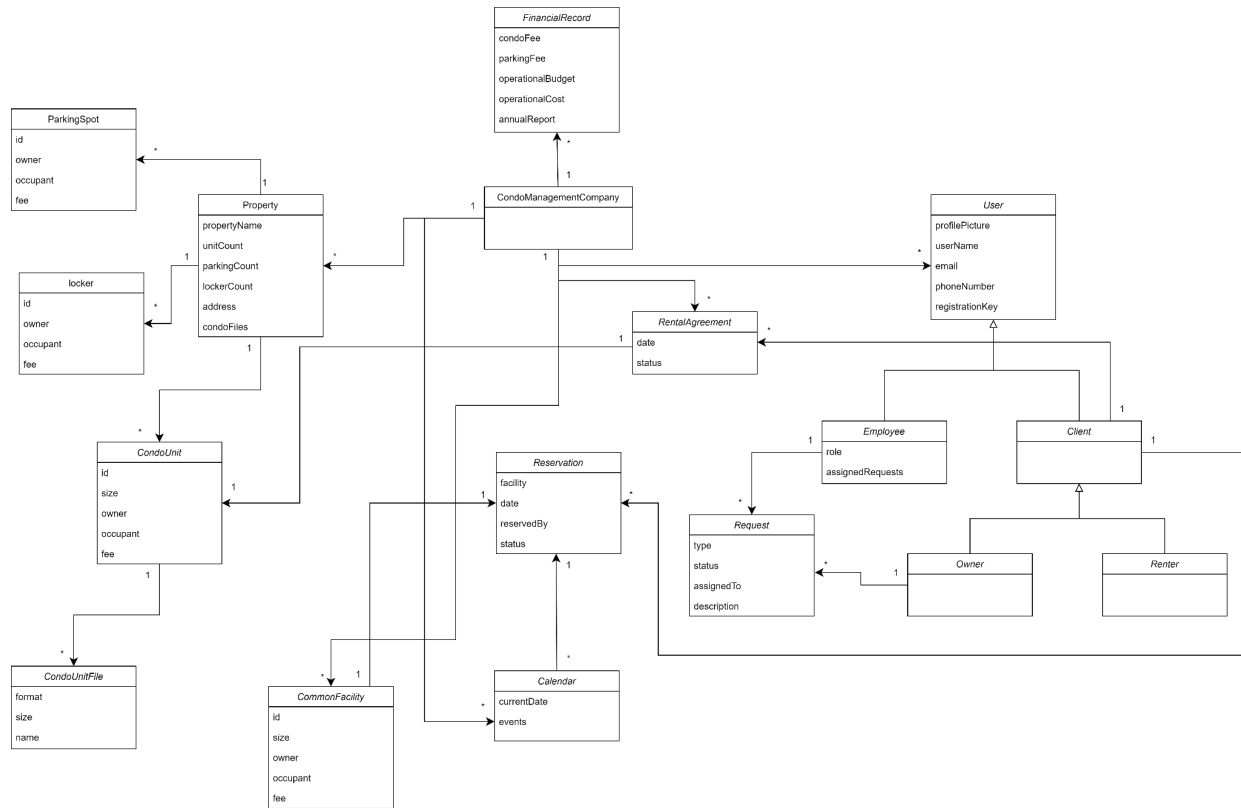 FinancialRecord
condoFee
parkingFee
operationalBudget
operationalCost
annualReport
*
1
ParkingSpot
id
owner
occupant
fee
*
1
Property
propertyName
unitCount
parkingCount
lockerCount
address
condoFiles
1
*
1
locker
id
owner
occupant
fee
*
CondoManagementCompany
1
1
User
profilePicture
userName
email
phoneNumber
registrationKey
*
*
RentalAgreement
date
status
1
*
1
*
CondoUnit
id
size
owner
occupant
fee
1
1
*
CondoUnitFile
format
size
name
Reservation
facility
date
reservedBy
status
1
*
1
Employee
role
assignedRequests
1
Client
1
*
Request
type
status
assignedTo
description
*
1
Owner
Renter
*
1
CommonFacility
id
size
owner
occupant
fee
*
Calendar
currentDate
events
*